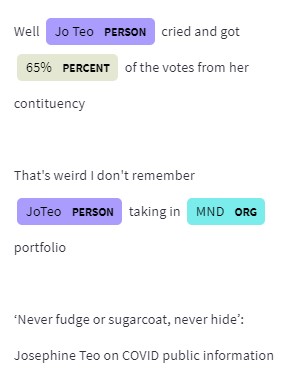 Well Jo Teo PERSON cried and got
65% PERCENT of the votes from her
contituency
That's weird I don't remember
JoTeo PERSON taking in MND ORG
portfolio
‘Never fudge or sugarcoat, never hide’:
Josephine Teo on COVID public information